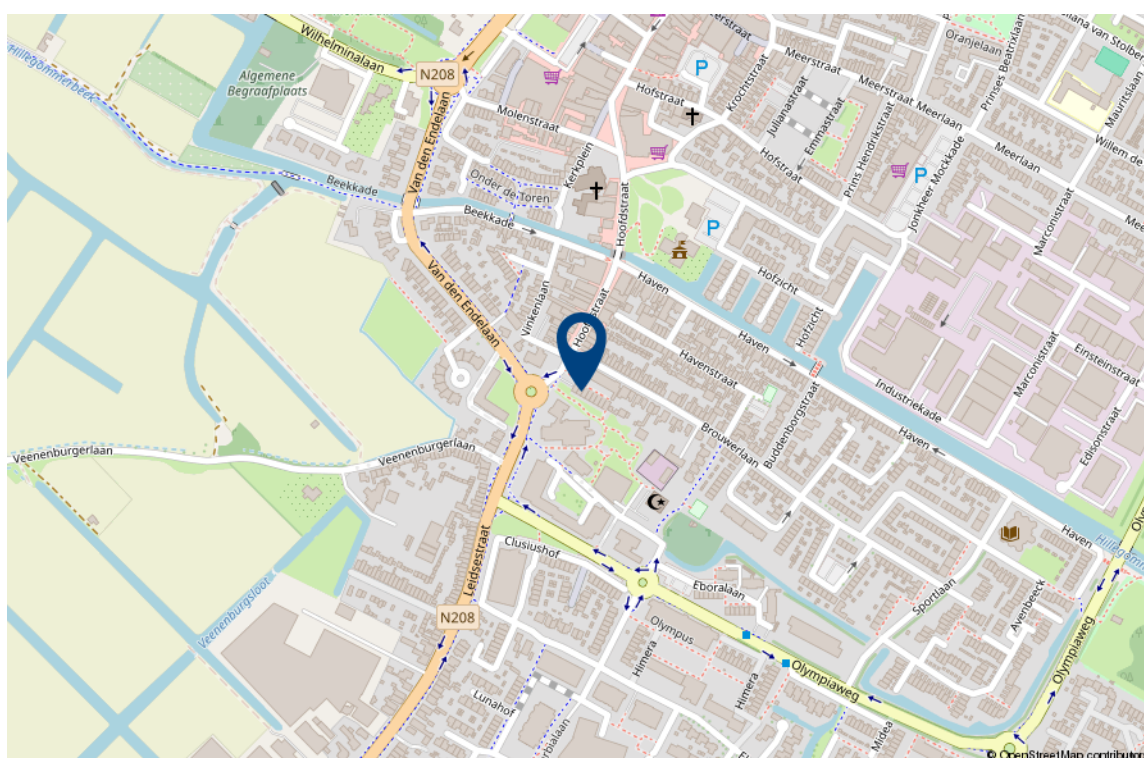 Wilhelminalaan
N208
Hillegommerbeek
Algemene
Begraafplaats
Molenstraat
Van den Endelaan
Onder de Toren
Kerkplein
Beekkade
Beekkade
Hoofdstraat
Meerstraat
Hofstraat
P
Krochtstraat
Meerstraat
Oranjelaan
Prinses Beatrixlaan
Mauritslaan
Julianastraat
Emmastraat
Meerlaan
Hofstraat
Prins Hendrikstraat
P
Jonkheer Mockkade
Meerlaan
Willem de
P
Hofzicht
Hofzicht
Marconistraat
Van den Endelaan
Vinkenlaan
Haven
Haven
Havenstraat
Industriekade
Marconistraat
Einsteinstraat
Edisonstraat
Veenenburgerlaan
Veenenburgerlaan
Brouwerlaan
Buddenborgstraat
Haven
Haven
Leidsestraat
Clusiushof
Eboralaan
Sportlaan
Avenbeeck
Olympiaweg
Veenenburgsloot
N208
Olympus
Himera
Himera
Olympiaweg
Lunahof
Midea
© OpenStreetMap contributor